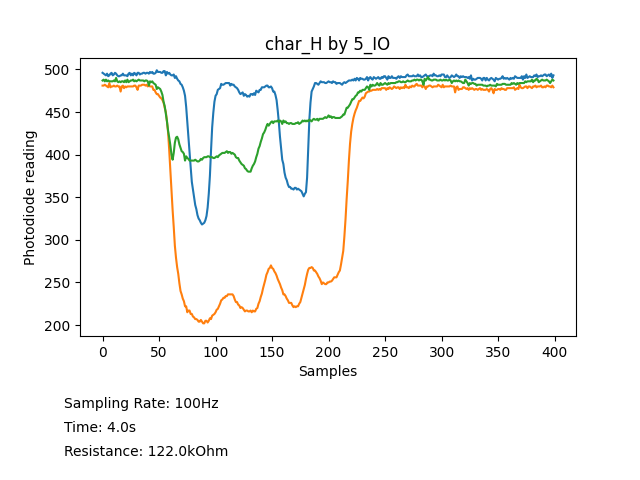 char_H by 5_IO
Photodiode reading
500
450
400
350
300
250
200
0 50 100 150 200 250 300 350 400
Samples
Sampling Rate: 100Hz
Time: 4.0s
Resistance: 122.0kOhm